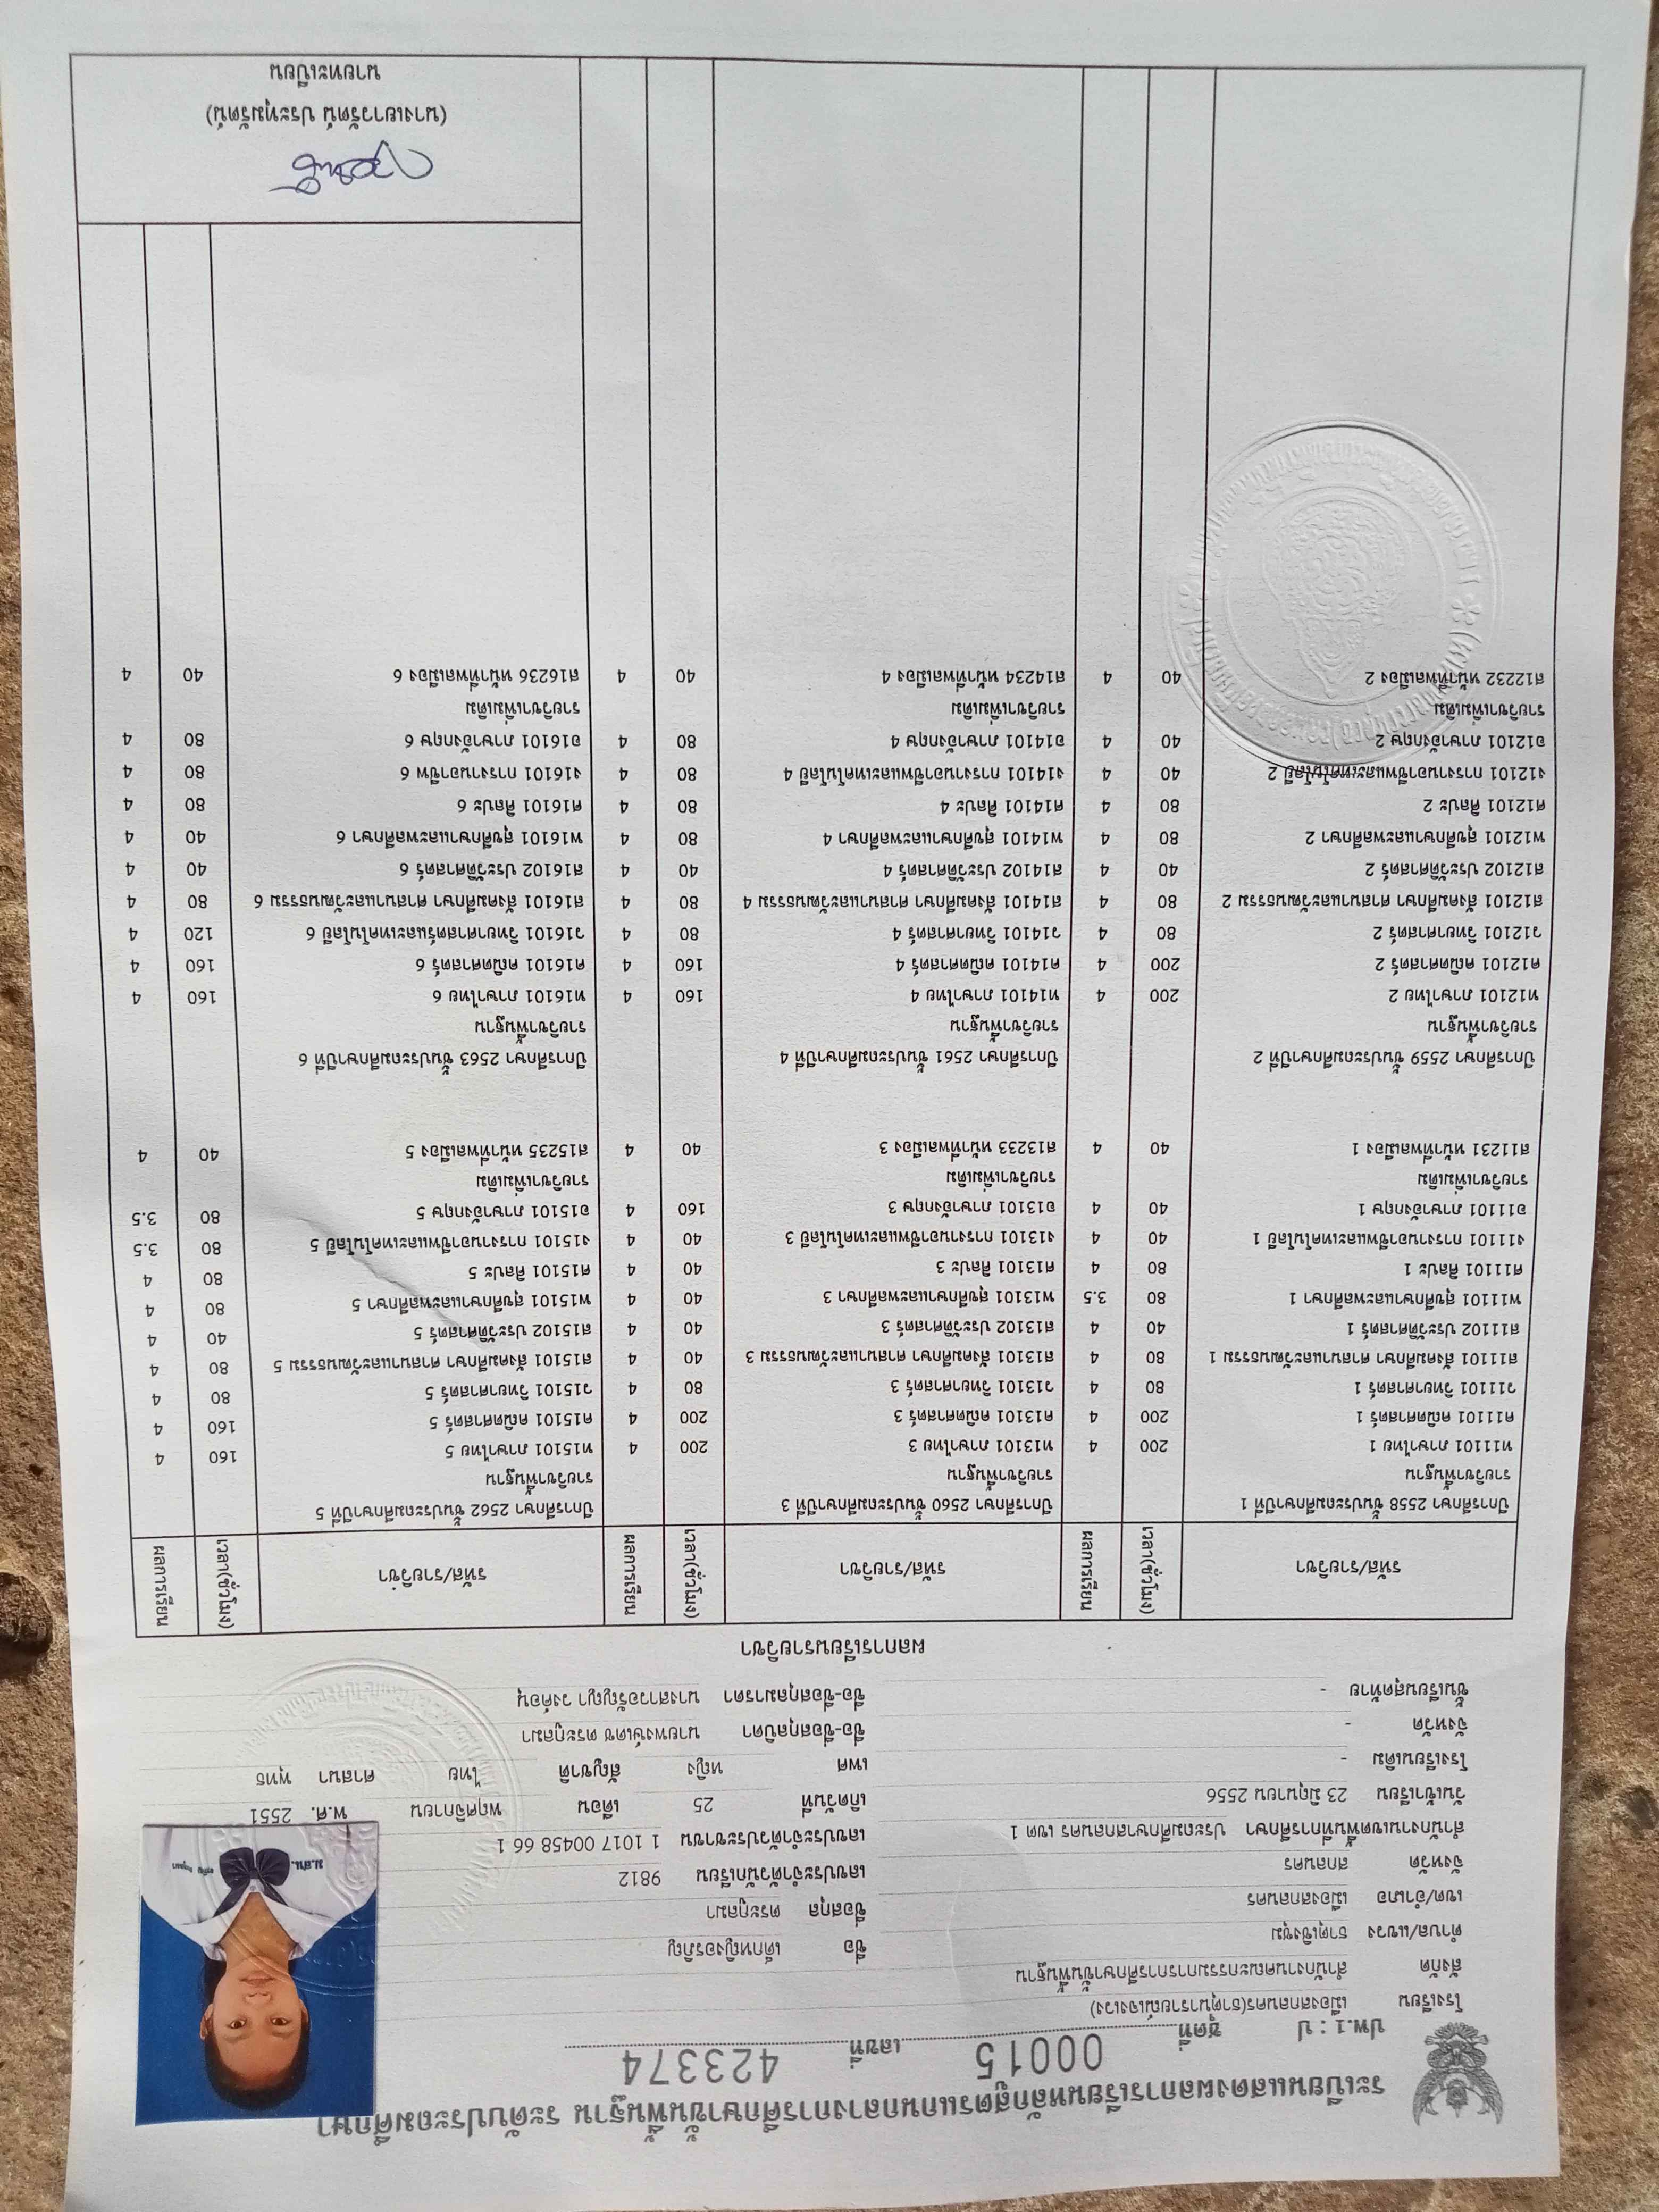 ระเบียนแสดงผลการเรียนหลักสูตรแกนกลางการศึกษาขั้นพื้นฐาน ระดับประถมศึกษา
ปพ.1 : ป ชุดที่ 00015 เลขที่ 423374
โรงเรียน เมืองสกลนคร(ธาตุนารายณ์เจงเวง)
สังกัด สำนักงานคณะกรรมการการศึกษาขั้นพื้นฐาน
ตำบล/แขวง ธาตุเชิงชุม
เขต/อำเภอ เมืองสกลนคร
จังหวัด สกลนคร
สำนักงานเขตพื้นที่การศึกษา ประถมศึกษาสกลนคร เขต 1
วันเข้าเรียน 23 มิถุนายน 2556
โรงเรียนเดิม -
จังหวัด -
ชั้นเรียนสุดท้าย -
ชื่อ เด็กหญิงอรภิญ
ชื่อสกุล ตระกูลมา
เลขประจำตัวนักเรียน 9812
เลขประจำตัวประชาชน 1 1017 00458 66 1
เกิดวันที่ 25 เดือน พฤศจิกายน พ.ศ. 2551
เพศ หญิง สัญชาติ ไทย ศาสนา พุทธ
ชื่อ-ชื่อสกุลบิดา นายพงษ์เดช ตระกูลมา
ชื่อ-ชื่อสกุลมารดา นางสาวอรัญญา วงค์อนุ
ผลการเรียนรายวิชา
รหัส/รายวิชา เวลา(ชั่วโมง) ผลการเรียน
ปีการศึกษา 2558 ชั้นประถมศึกษาปีที่ 1
รายวิชาพื้นฐาน
ท11101 ภาษาไทย 1 200 4
ค11101 คณิตศาสตร์ 1 200 4
ว11101 วิทยาศาสตร์ 1 80 4
ส11101 สังคมศึกษา ศาสนาและวัฒนธรรม 1 80 4
ส11102 ประวัติศาสตร์ 1 40 4
พ11101 สุขศึกษาและพลศึกษา 1 80 3.5
ศ11101 ศิลปะ 1 80 4
ง11101 การงานอาชีพและเทคโนโลยี 1 40 4
อ11101 ภาษาอังกฤษ 1 40 4
รายวิชาเพิ่มเติม
ส11231 หน้าที่พลเมือง 1 40 4
ปีการศึกษา 2559 ชั้นประถมศึกษาปีที่ 2
รายวิชาพื้นฐาน
ท12101 ภาษาไทย 2 200 4
ค12101 คณิตศาสตร์ 2 200 4
ว12101 วิทยาศาสตร์ 2 80 4
ส12101 สังคมศึกษา ศาสนาและวัฒนธรรม 2 80 4
ส12102 ประวัติศาสตร์ 2 40 4
พ12101 สุขศึกษาและพลศึกษา 2 80 4
ศ12101 ศิลปะ 2 80 4
ง12101 การงานอาชีพและเทคโนโลยี 2 40 4
อ12101 ภาษาอังกฤษ 2 40 4
รายวิชาเพิ่มเติม
ส12232 หน้าที่พลเมือง 2 40 4
รหัส/รายวิชา เวลา(ชั่วโมง) ผลการเรียน
ปีการศึกษา 2560 ชั้นประถมศึกษาปีที่ 3
รายวิชาพื้นฐาน
ท13101 ภาษาไทย 3 200 4
ค13101 คณิตศาสตร์ 3 200 4
ว13101 วิทยาศาสตร์ 3 80 4
ส13101 สังคมศึกษา ศาสนาและวัฒนธรรม 3 40 4
ส13102 ประวัติศาสตร์ 3 40 4
พ13101 สุขศึกษาและพลศึกษา 3 40 4
ศ13101 ศิลปะ 3 40 4
ง13101 การงานอาชีพและเทคโนโลยี 3 40 4
อ13101 ภาษาอังกฤษ 3 160 4
รายวิชาเพิ่มเติม
ส13233 หน้าที่พลเมือง 3 40 4
ปีการศึกษา 2561 ชั้นประถมศึกษาปีที่ 4
รายวิชาพื้นฐาน
ท14101 ภาษาไทย 4 160 4
ค14101 คณิตศาสตร์ 4 160 4
ว14101 วิทยาศาสตร์ 4 80 4
ส14101 สังคมศึกษา ศาสนาและวัฒนธรรม 4 80 4
ส14102 ประวัติศาสตร์ 4 40 4
พ14101 สุขศึกษาและพลศึกษา 4 80 4
ศ14101 ศิลปะ 4 80 4
ง14101 การงานอาชีพและเทคโนโลยี 4 80 4
อ14101 ภาษาอังกฤษ 4 80 4
รายวิชาเพิ่มเติม
ส14234 หน้าที่พลเมือง 4 40 4
รหัส/รายวิชา เวลา(ชั่วโมง) ผลการเรียน
ปีการศึกษา 2562 ชั้นประถมศึกษาปีที่ 5
รายวิชาพื้นฐาน
ท15101 ภาษาไทย 5 160 4
ค15101 คณิตศาสตร์ 5 160 4
ว15101 วิทยาศาสตร์ 5 80 4
ส15101 สังคมศึกษา ศาสนาและวัฒนธรรม 5 80 4
ส15102 ประวัติศาสตร์ 5 40 4
พ15101 สุขศึกษาและพลศึกษา 5 80 4
ศ15101 ศิลปะ 5 80 4
ง15101 การงานอาชีพและเทคโนโลยี 5 80 3.5
อ15101 ภาษาอังกฤษ 5 80 3.5
รายวิชาเพิ่มเติม
ส15235 หน้าที่พลเมือง 5 40 4
ปีการศึกษา 2563 ชั้นประถมศึกษาปีที่ 6
รายวิชาพื้นฐาน
ท16101 ภาษาไทย 6 160 4
ค16101 คณิตศาสตร์ 6 160 4
ว16101 วิทยาศาสตร์และเทคโนโลยี 6 120 4
ส16101 สังคมศึกษา ศาสนาและวัฒนธรรม 6 80 4
ส16102 ประวัติศาสตร์ 6 40 4
พ16101 สุขศึกษาและพลศึกษา 6 40 4
ศ16101 ศิลปะ 6 80 4
ง16101 การงานอาชีพ 6 80 4
อ16101 ภาษาอังกฤษ 6 80 4
รายวิชาเพิ่มเติม
ส16236 หน้าที่พลเมือง 6 40 4
(นางเยาวรัตน์ ประทุมรัตน์)
นายทะเบียน